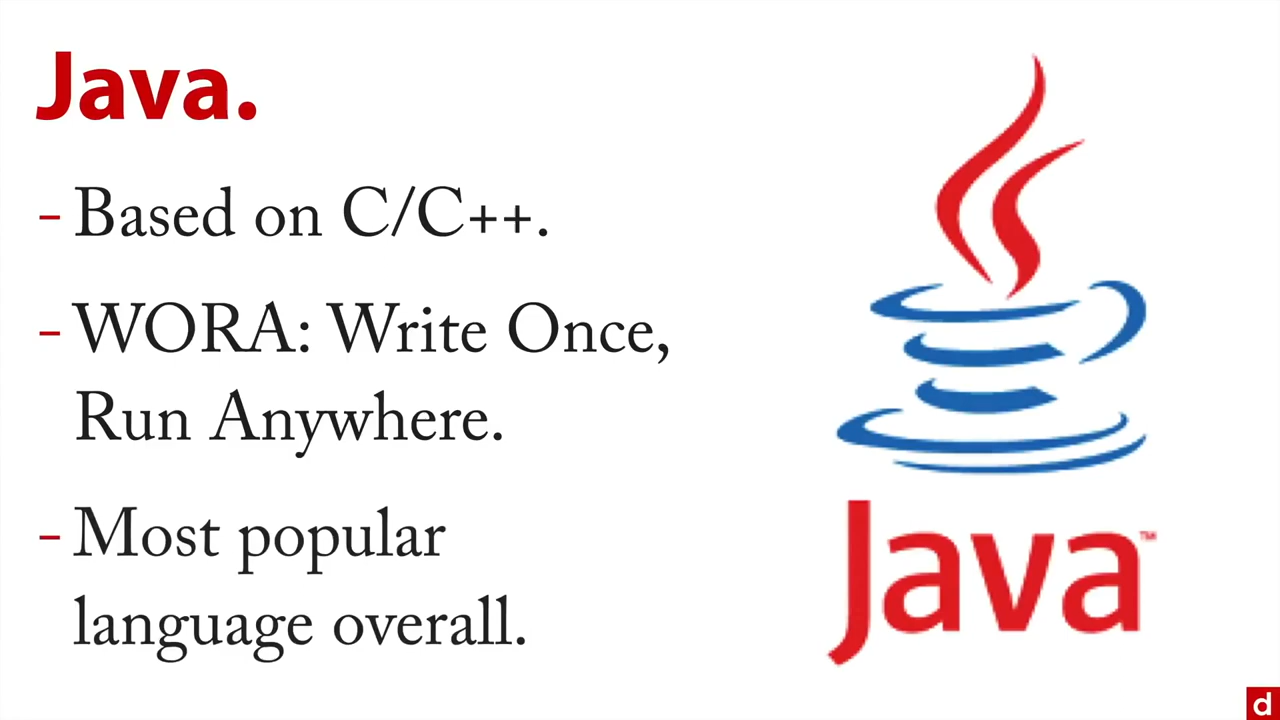 Java.
- Based on C/C++.
- WORA: Write Once,
Run Anywhere.
- Most popular
language overall.
Java™
d